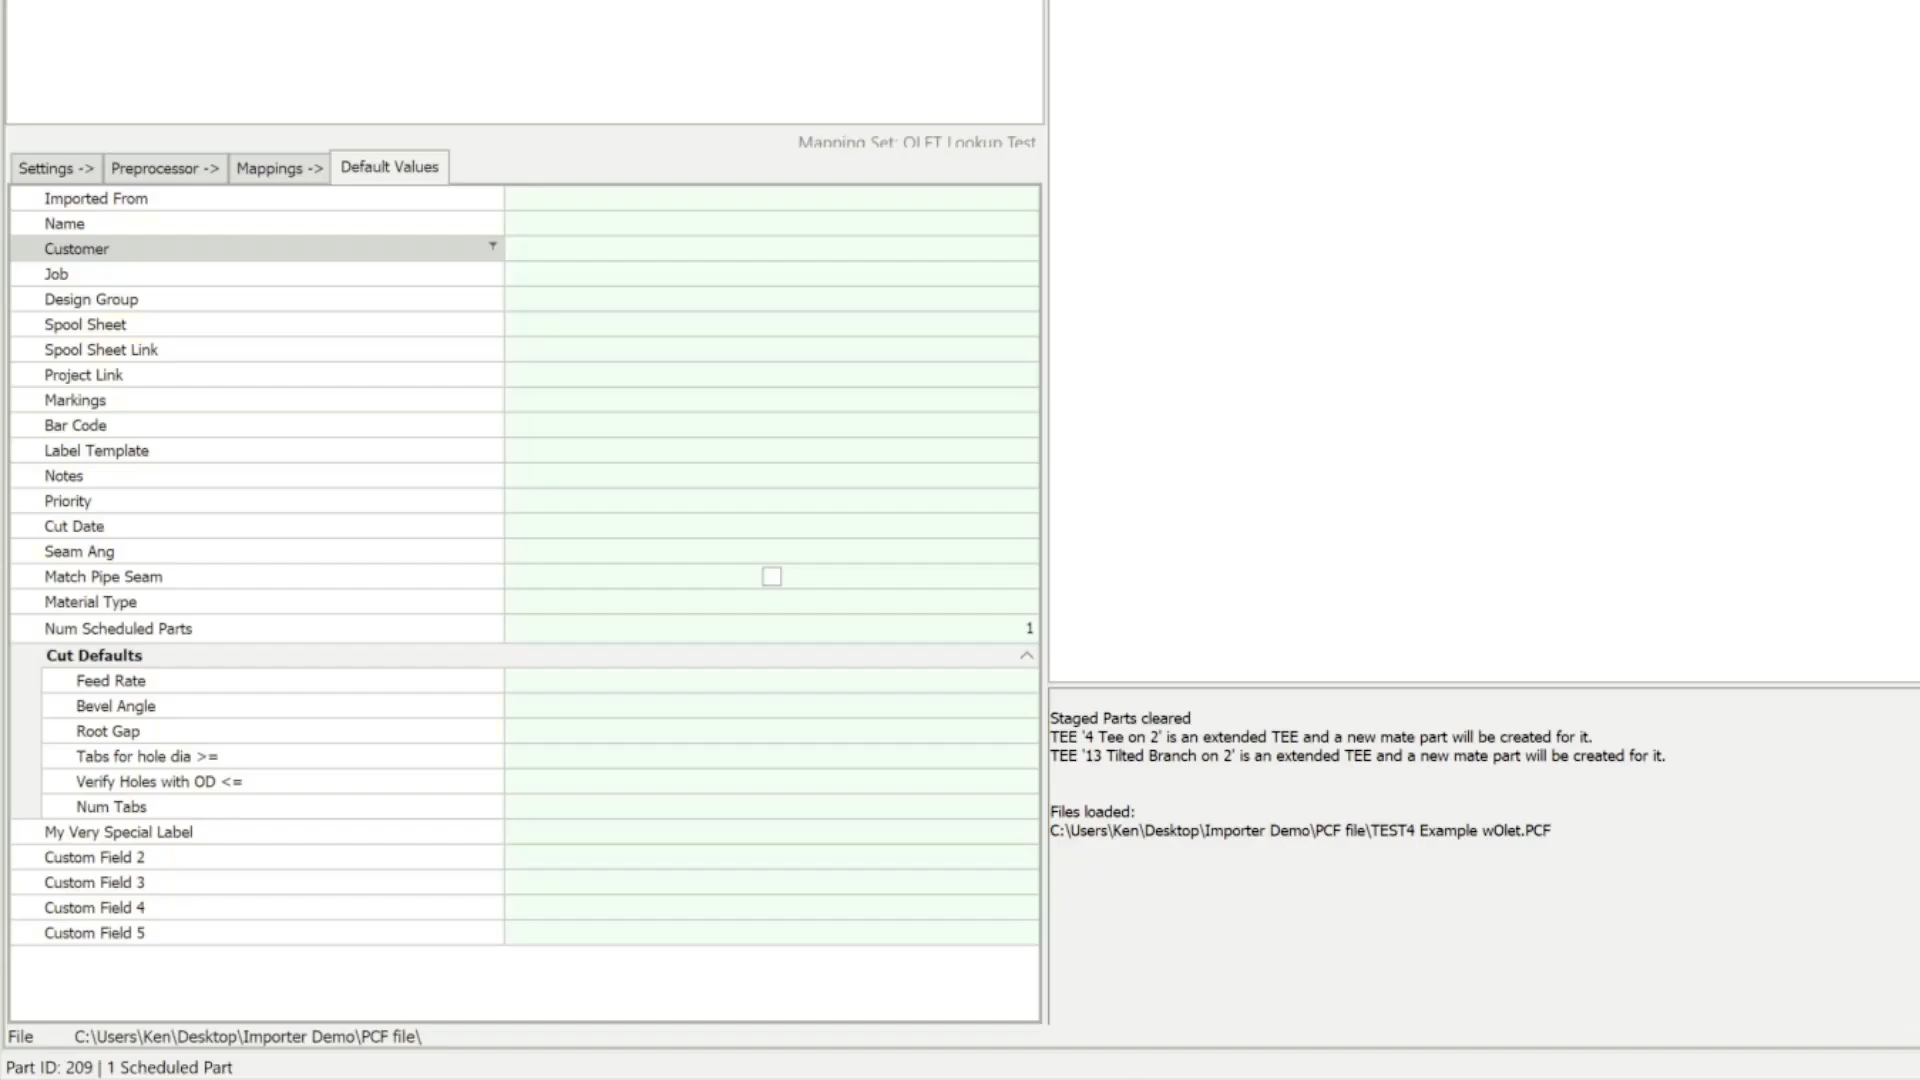 Mapping Set: OLET Lookup Test
Settings ->
Preprocessor ->
Mappings ->
Default Values
Imported From
Name
Customer
Job
Design Group
Spool Sheet
Spool Sheet Link
Project Link
Markings
Bar Code
Label Template
Notes
Priority
Cut Date
Seam Ang
Match Pipe Seam
Material Type
Num Scheduled Parts 1
Cut Defaults
Feed Rate
Bevel Angle
Root Gap
Tabs for hole dia >=
Verify Holes with OD <=
Num Tabs
My Very Special Label
Custom Field 2
Custom Field 3
Custom Field 4
Custom Field 5
Staged Parts cleared
TEE '4 Tee on 2' is an extended TEE and a new mate part will be created for it.
TEE '13 Tilted Branch on 2' is an extended TEE and a new mate part will be created for it.
Files loaded:
C:\Users\Ken\Desktop\Importer Demo\PCF file\TEST4 Example wOlet.PCF
File C:\Users\Ken\Desktop\Importer Demo\PCF file\
Part ID: 209 | 1 Scheduled Part